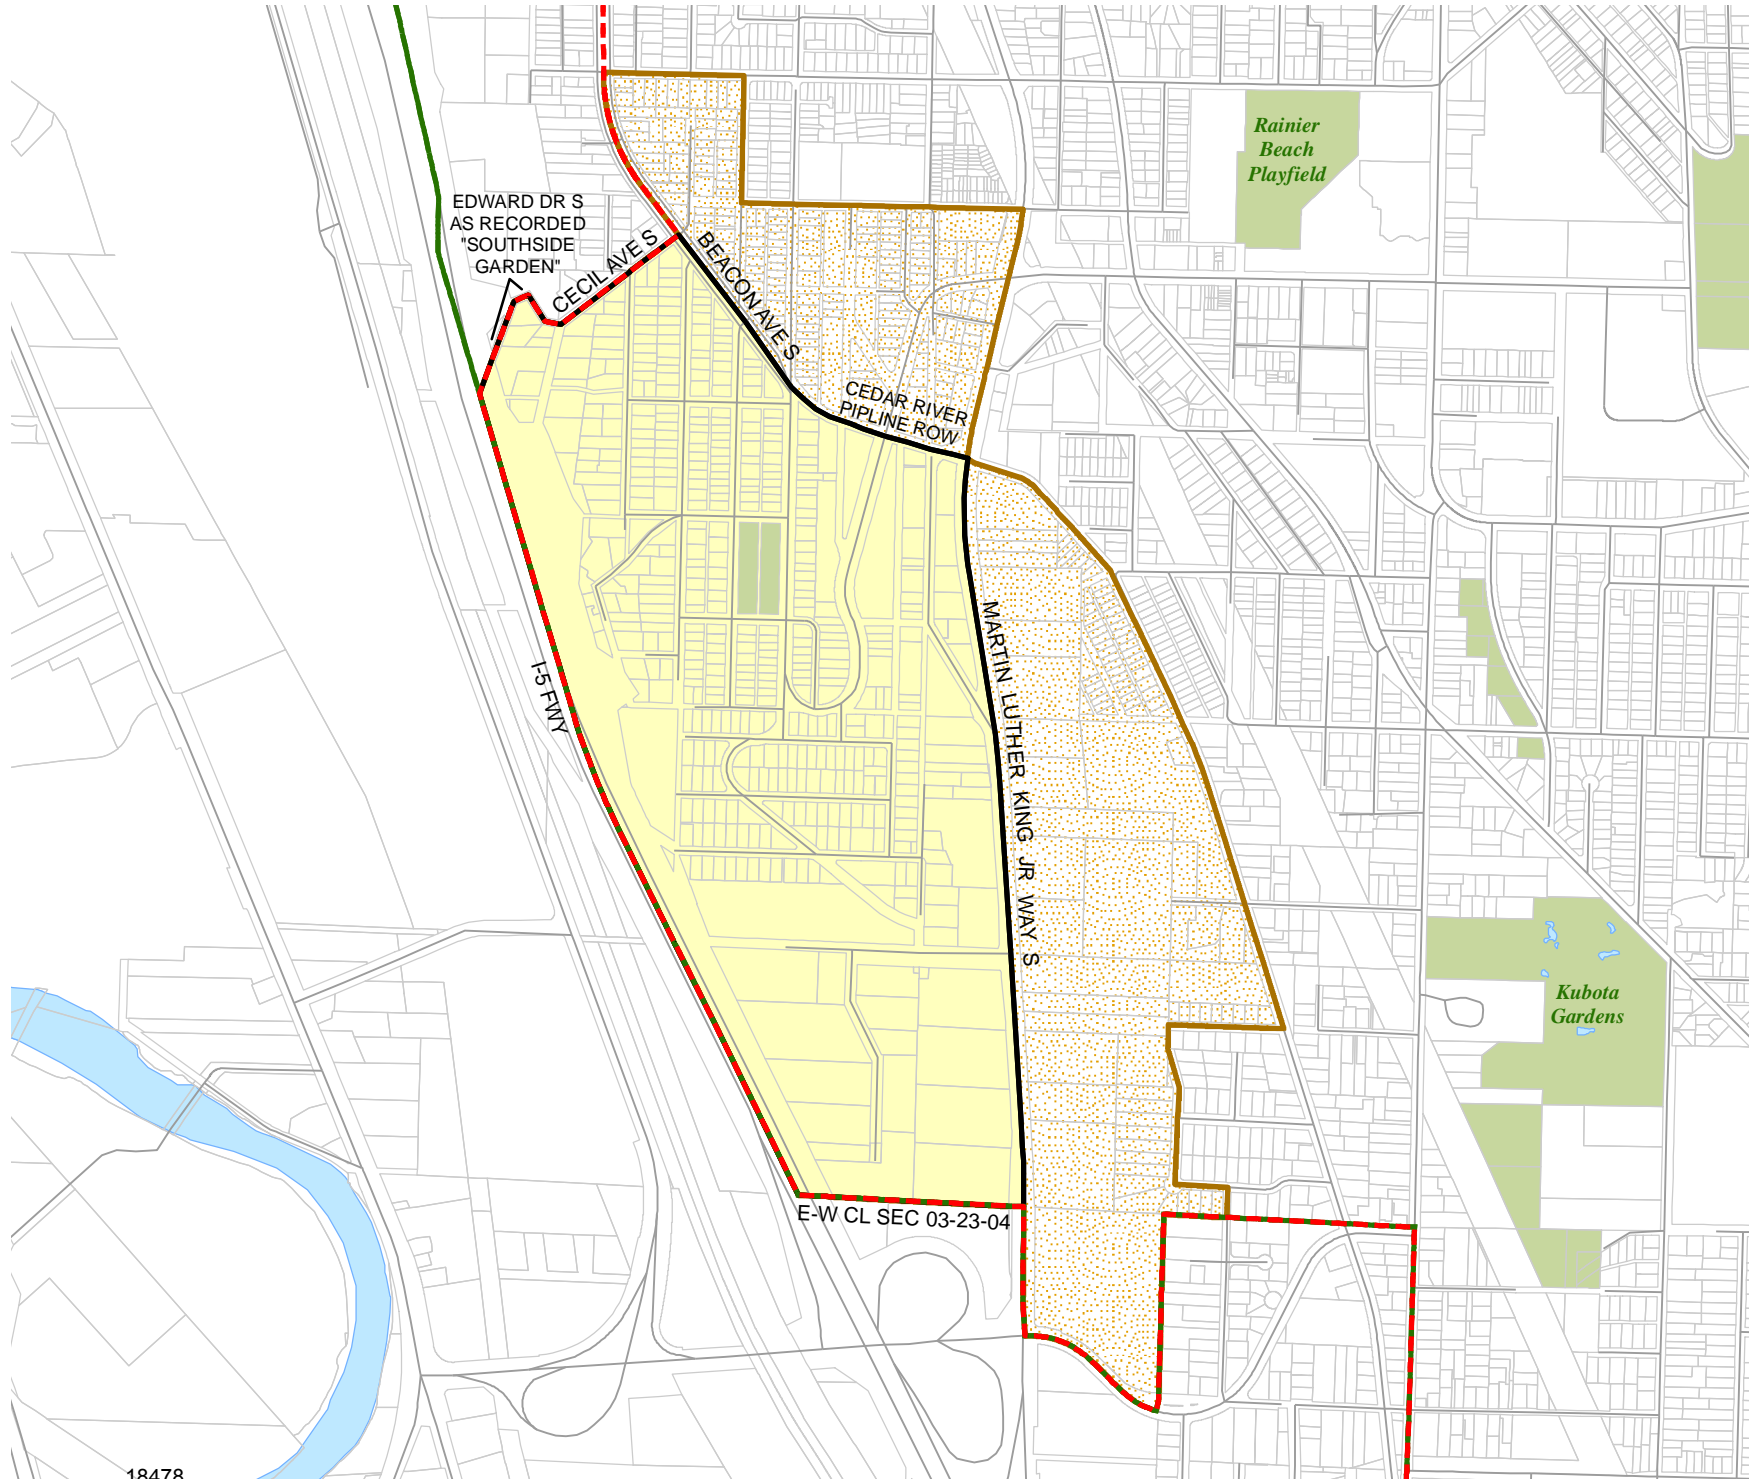 Rainier
Beach
Playfield
EDWARD DR S
AS RECORDED
"SOUTHSIDE
GARDEN"
CECIL AVE S
BEACON AVE S
CEDAR RIVER
PIPLINE ROW
MARTIN LUTHER KING JR WAY S
I-5 FWY
Kubota
Gardens
E-W CL SEC 03-23-04
18478